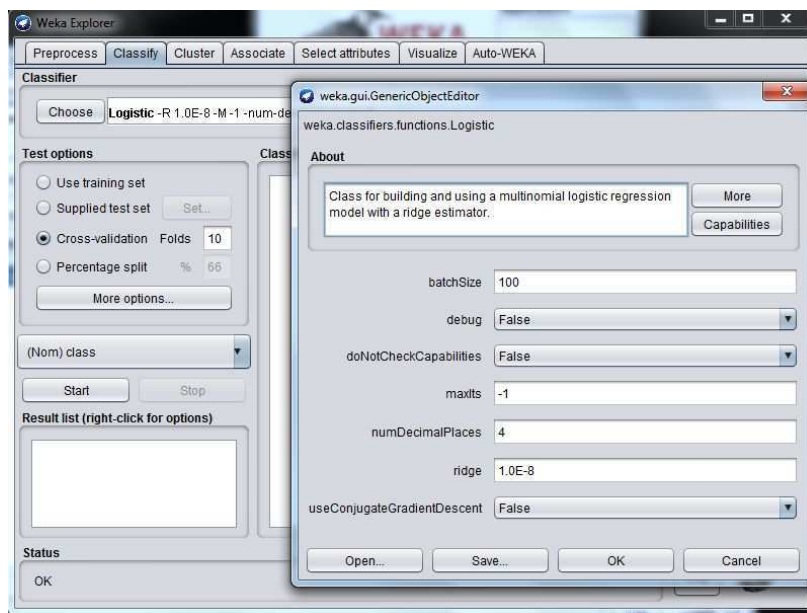 Weka Explorer
Preprocess Classify Cluster Associate Select attributes Visualize Auto-WEKA
Classifier
Choose Logistic -R 1.0E-8 -M -1 -num-de
Test options
Use training set
Supplied test set Set...
Cross-validation Folds 10
Percentage split % 66
More options...
(Nom) class
Start Stop
Result list (right-click for options)
Status
OK
Class
weka.gui.GenericObjectEditor
weka.classifiers.functions.Logistic
About
Class for building and using a multinomial logistic regression
model with a ridge estimator.
More
Capabilities
batchSize 100
debug False
doNotCheckCapabilities False
maxIts -1
numDecimalPlaces 4
ridge 1.0E-8
useConjugateGradientDescent False
Open... Save... OK Cancel